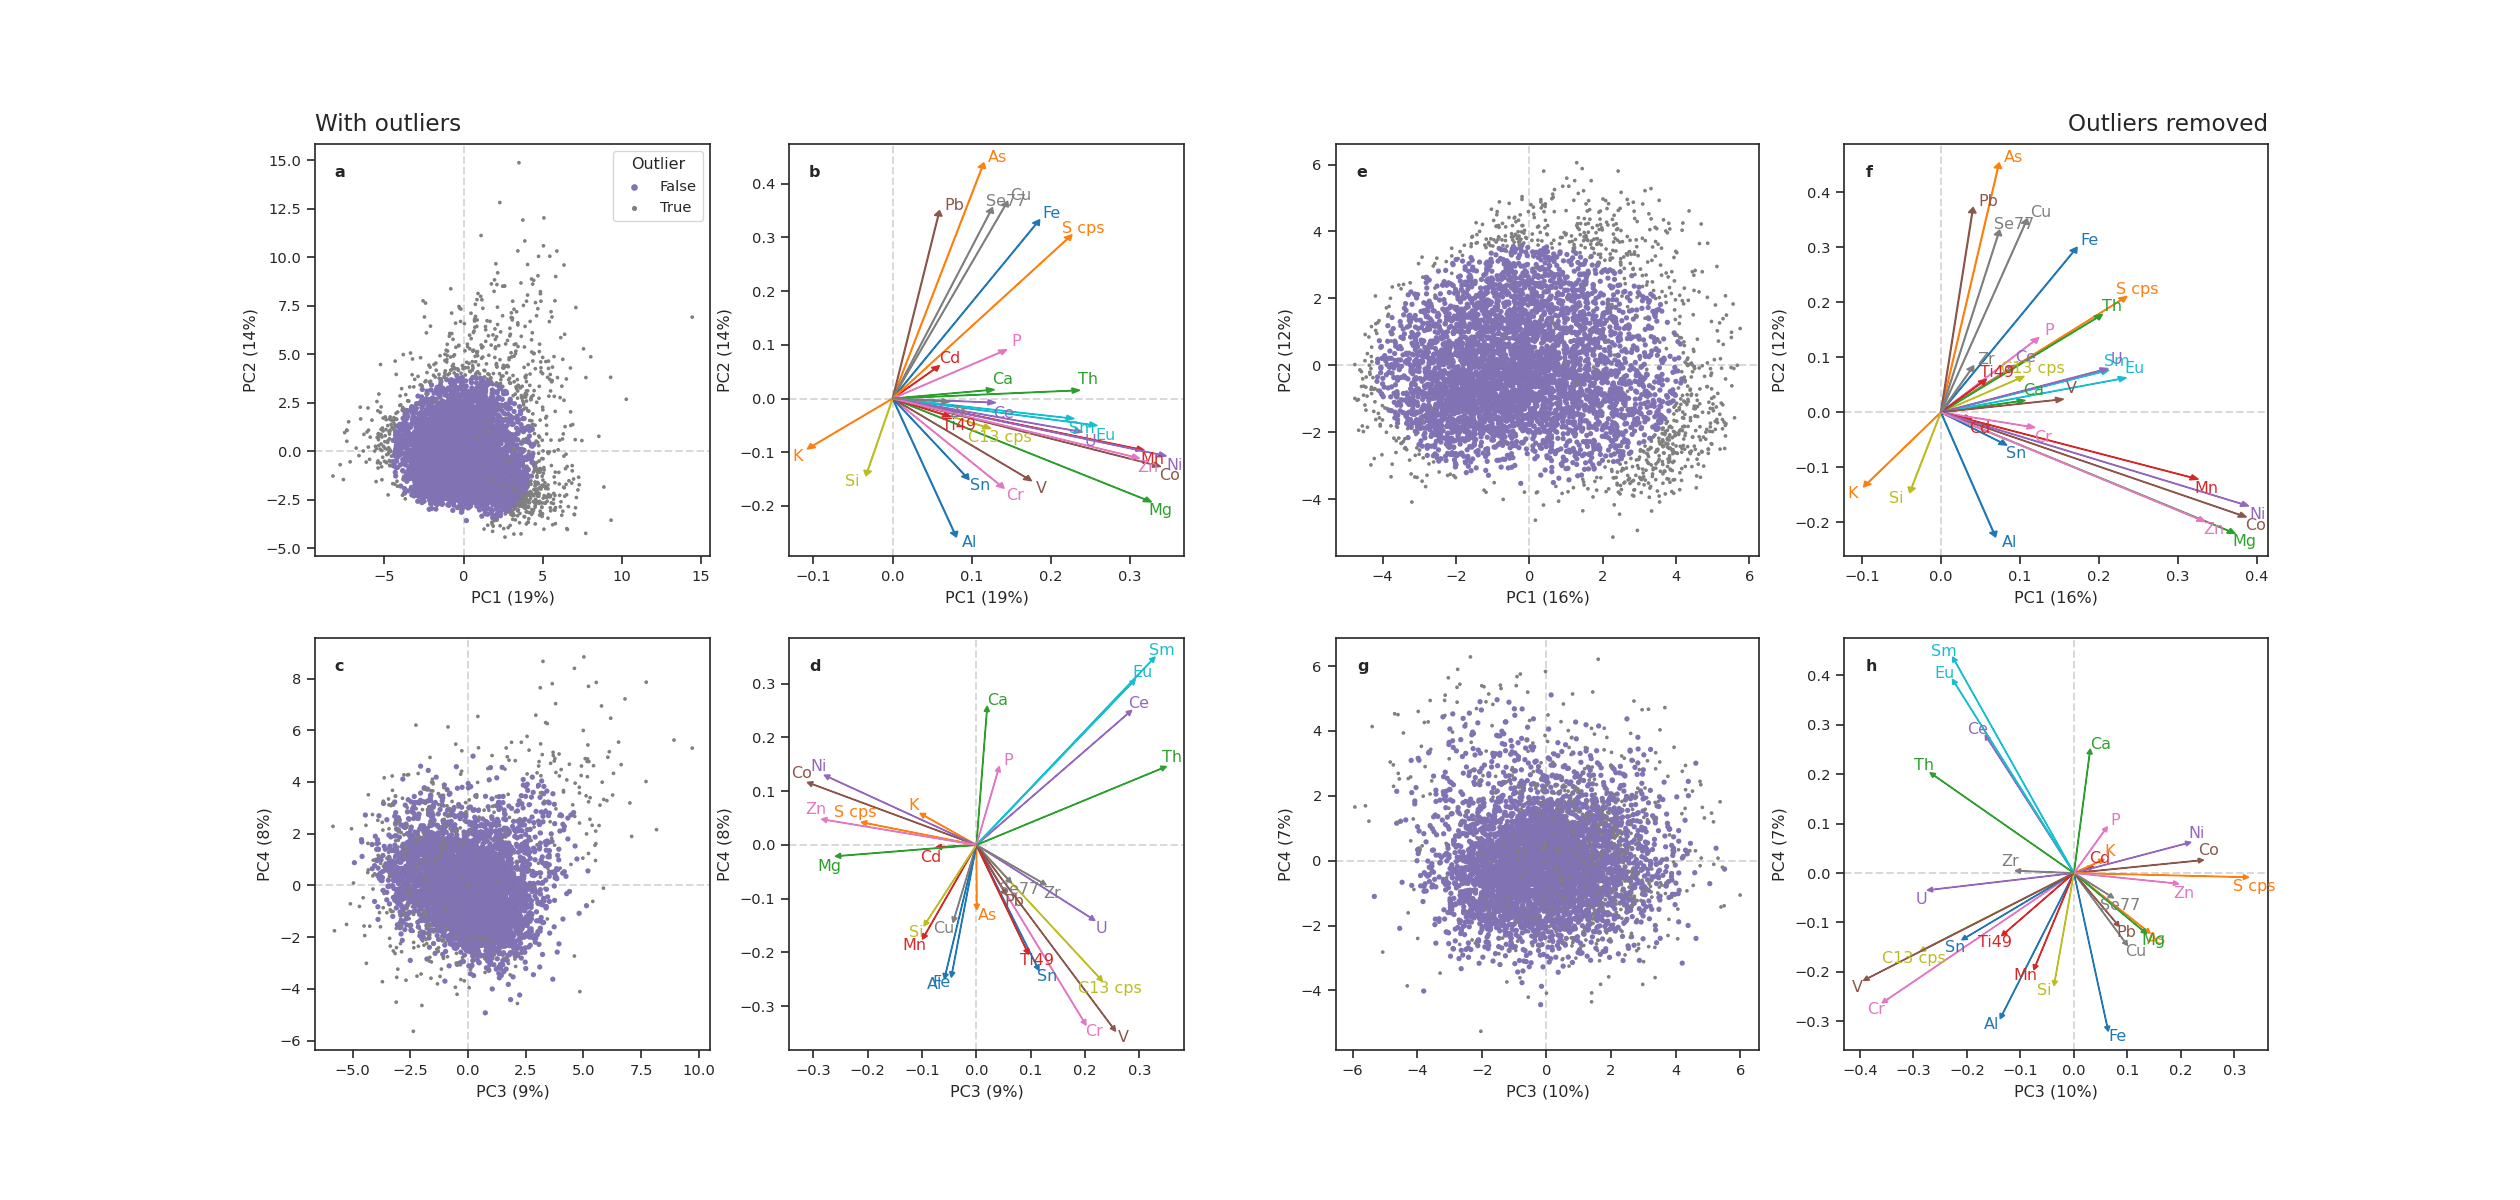 With outliers
Outliers removed
a
Outlier
False
True
15.0
12.5
10.0
7.5
5.0
2.5
0.0
−2.5
−5.0
PC2 (14%)
−5
0
5
10
15
PC1 (19%)
b
As
Cu
Se77
Pb
Fe
S cps
P
Cd
Ca
Th
Ce
Ti49
C13 cps
Sm
Eu
U
Mn
Ni
Zn
Co
K
Si
Sn
Cr
V
Mg
Al
0.4
0.3
0.2
0.1
0.0
−0.1
−0.2
PC2 (14%)
−0.1
0.0
0.1
0.2
0.3
PC1 (19%)
e
6
4
2
0
−2
−4
PC2 (12%)
−4
−2
0
2
4
6
PC1 (16%)
f
As
Pb
Cu
Se77
Fe
S cps
Th
P
Zr
Ce
U
Sm
Eu
Ti49
C13 cps
Ca
V
Cd
Cr
Sn
K
Si
Mn
Ni
Co
Zn
Mg
Al
0.4
0.3
0.2
0.1
0.0
−0.1
−0.2
PC2 (12%)
−0.1
0.0
0.1
0.2
0.3
0.4
PC1 (16%)
c
8
6
4
2
0
−2
−4
−6
PC4 (8%)
−5.0
−2.5
0.0
2.5
5.0
7.5
10.0
PC3 (9%)
d
Sm
Eu
Ca
Ce
Th
P
Co
Ni
Zn
S cps
K
Mg
Cd
Se77
Zr
Pb
As
U
Si
Cu
Mn
Ti49
Sn
Al
Fe
C13 cps
Cr
V
0.3
0.2
0.1
0.0
−0.1
−0.2
−0.3
PC4 (8%)
−0.3
−0.2
−0.1
0.0
0.1
0.2
0.3
PC3 (9%)
g
6
4
2
0
−2
−4
PC4 (7%)
−6
−4
−2
0
2
4
6
PC3 (10%)
h
Sm
Eu
Ce
Ca
Th
P
Ni
Co
K
Cd
Zr
S cps
Zn
U
Se77
Pb
Mg
Cu
Sn
Ti49
C13 cps
V
Mn
Si
Cr
Al
Fe
0.4
0.3
0.2
0.1
0.0
−0.1
−0.2
−0.3
PC4 (7%)
−0.4
−0.3
−0.2
−0.1
0.0
0.1
0.2
0.3
PC3 (10%)